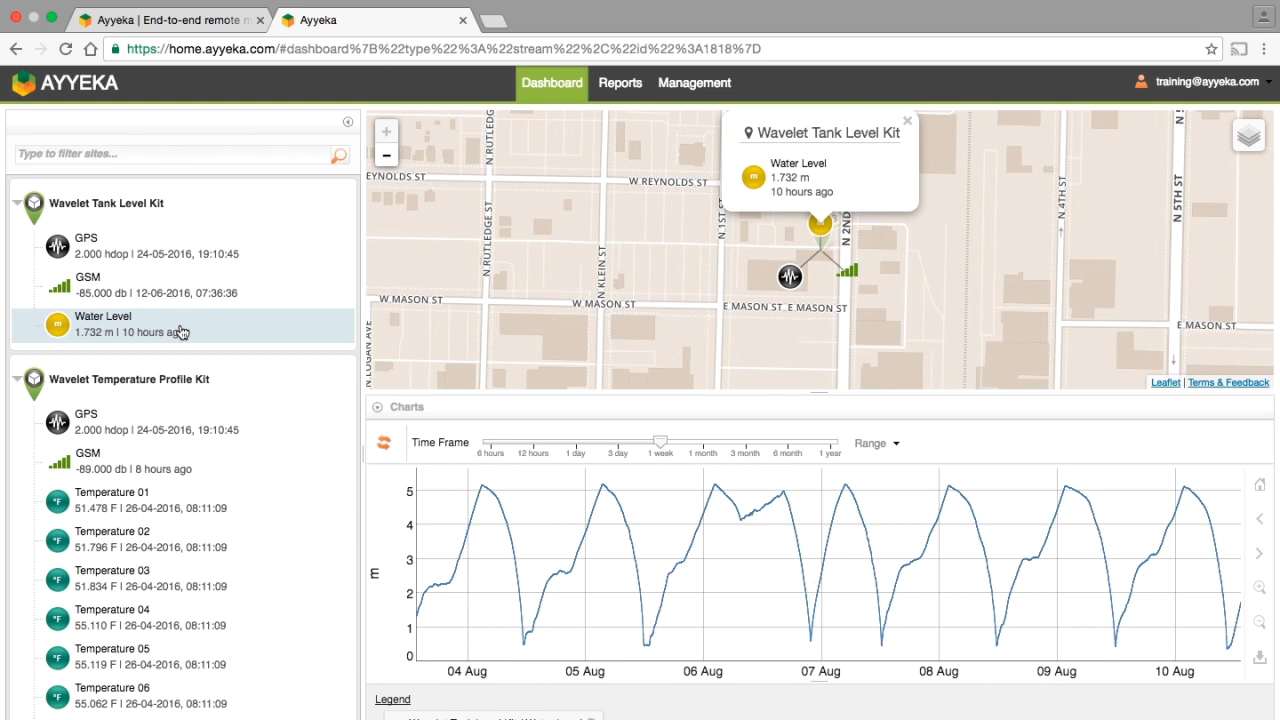 Ayyeka | End-to-end remote m
Ayyeka
https://home.ayyeka.com/#dashboard%7B%22type%22%3A%22stream%22%2C%22id%22%3A1818%7D
AYYEKA
Dashboard
Reports
Management
training@ayyeka.com
Type to filter sites...
Wavelet Tank Level Kit
GPS
2.000 hdop | 24-05-2016, 19:10:45
GSM
-85.000 db | 12-06-2016, 07:36:36
m
Water Level
1.732 m | 10 hours ago
Wavelet Temperature Profile Kit
GPS
2.000 hdop | 24-05-2016, 19:10:45
GSM
-89.000 db | 8 hours ago
°F
Temperature 01
51.478 F | 26-04-2016, 08:11:09
°F
Temperature 02
51.796 F | 26-04-2016, 08:11:09
°F
Temperature 03
51.834 F | 26-04-2016, 08:11:09
°F
Temperature 04
55.110 F | 26-04-2016, 08:11:09
°F
Temperature 05
55.119 F | 26-04-2016, 08:11:09
°F
Temperature 06
55.062 F | 26-04-2016, 08:11:09
+
-
Wavelet Tank Level Kit
m
Water Level
1.732 m
10 hours ago
N RUTLEDGE
EYNOLDS ST
W REYNOLDS ST
N 1ST
N 2ND
N 4TH ST
N 5TH ST
N RUTLEDGE ST
N KLEIN ST
W MASON ST
W MASON ST
E MASON ST
E MASON ST
E MASON ST
N LOGAN AVE
Leaflet | Terms & Feedback
Charts
Time Frame
6 hours
12 hours
1 day
3 day
1 week
1 month
3 month
6 month
1 year
Range
m
5
4
3
2
1
0
04 Aug
05 Aug
06 Aug
07 Aug
08 Aug
09 Aug
10 Aug
Legend